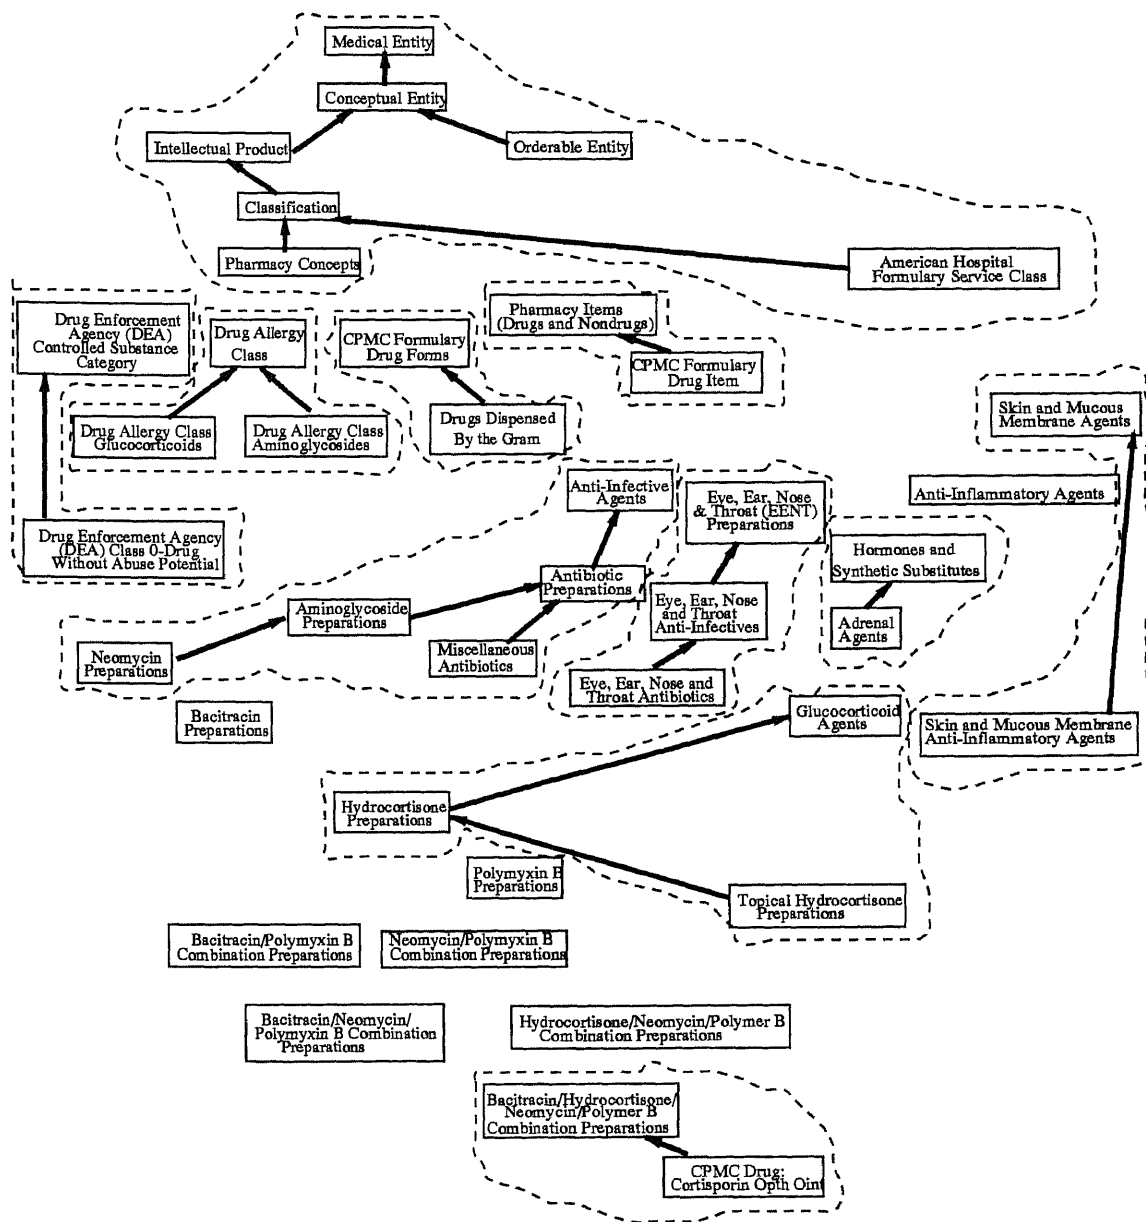 Medical Entity
Conceptual Entity
Intellectual Product
Orderable Entity
Classification
Pharmacy Concepts
American Hospital
Formulary Service Class
Drug Enforcement
Agency (DEA)
Controlled Substance
Category
Drug Allergy
Class
CPMC Formulary
Drug Forms
Pharmacy Items
(Drugs and Nondrugs)
CPMC Formulary
Drug Item
Drug Allergy Class
Glucocorticoids
Drug Allergy Class
Aminoglycosides
Drugs Dispensed
By the Gram
Skin and Mucous
Membrane Agents
Anti-Infective
Agents
Eye, Ear, Nose
& Throat (EENT)
Preparations
Anti-Inflammatory Agents
Drug Enforcement Agency
(DEA) Class 0-Drug
Without Abuse Potential
Hormones and
Synthetic Substitutes
Antibiotic
Preparations
Aminoglycoside
Preparations
Eye, Ear, Nose
and Throat
Anti-Infectives
Adrenal
Agents
Neomycin
Preparations
Miscellaneous
Antibiotics
Eye, Ear, Nose and
Throat Antibiotics
Bacitracin
Preparations
Glucocorticoid
Agents
Skin and Mucous Membrane
Anti-Inflammatory Agents
Hydrocortisone
Preparations
Polymyxin B
Preparations
Topical Hydrocortisone
Preparations
Bacitracin/Polymyxin B
Combination Preparations
Neomycin/Polymyxin B
Combination Preparations
Bacitracin/Neomycin/
Polymyxin B Combination
Preparations
Hydrocortisone/Neomycin/Polymer B
Combination Preparations
Bacitracin/Hydrocortisone/
Neomycin/Polymer B
Combination Preparations
CPMC Drug:
Cortisporin Opth Oint